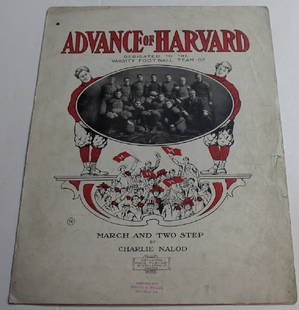 ADVANCE OF HARVARD
DEDICATED TO THE
VARSITY FOOTBALL TEAM OF
MARCH AND TWO STEP
BY
CHARLIE NALOD